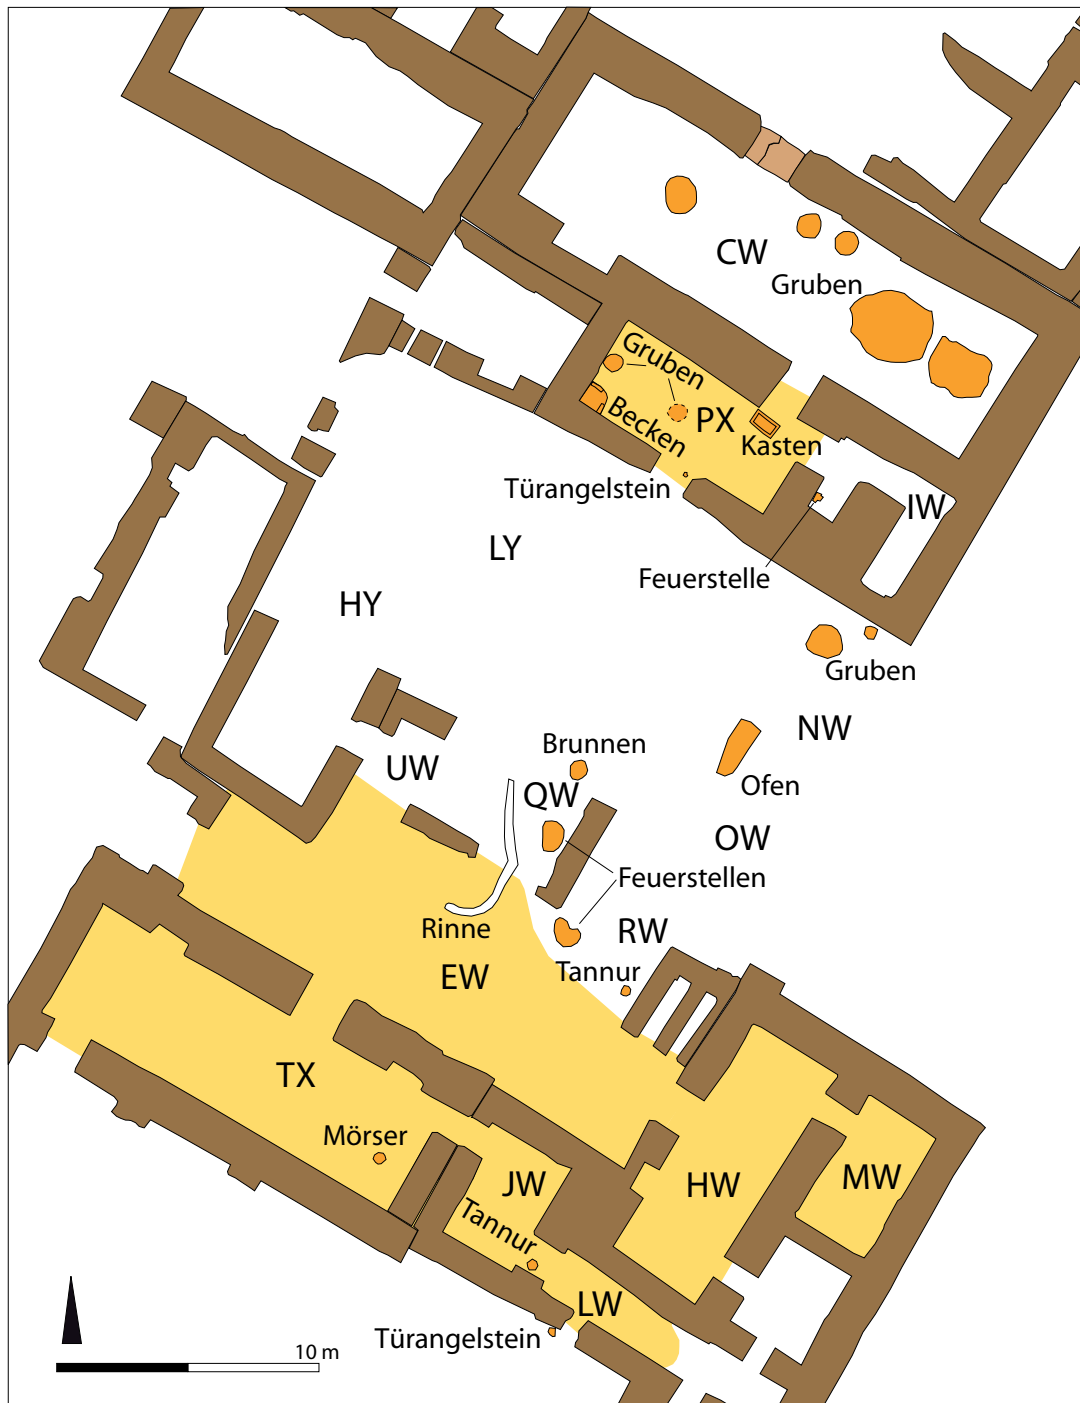 CW
Gruben
Gruben
Becken
PX
Kasten
Türangelstein
IW
LY
Feuerstelle
HY
Gruben
NW
Brunnen
UW
QW
Ofen
OW
Feuerstellen
Rinne
RW
EW
Tannur
TX
Mörser
JW
HW
MW
Tannur
LW
Türangelstein
10 m